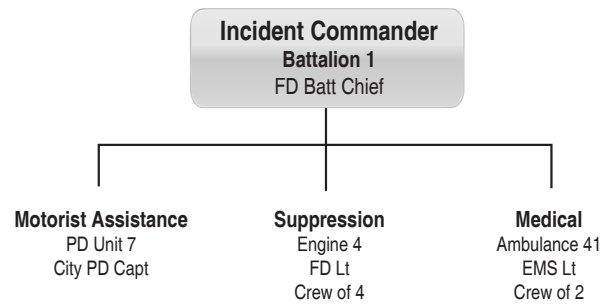 Incident Commander
Battalion 1
FD Batt Chief
Motorist Assistance
PD Unit 7
City PD Capt
Suppression
Engine 4
FD Lt
Crew of 4
Medical
Ambulance 41
EMS Lt
Crew of 2